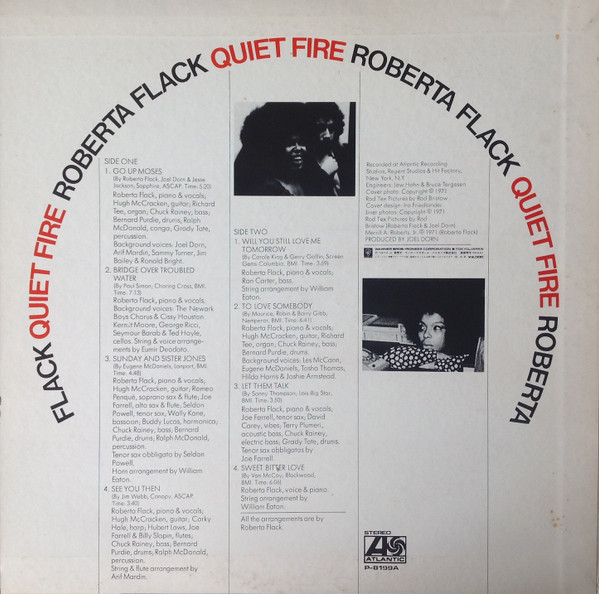 FLACK QUIET FIRE ROBERTA FLACK QUIET FIRE ROBERTA FLACK QUIET FIRE ROBERTA
SIDE ONE
1. GO UP MOSES
(By Roberta Flack, Joel Dorn & Jesse
Jackson, Sapphire, ASCAP. Time: 5:20)
Roberta Flack, piano & vocals;
Hugh McCracken, guitar; Richard
Tee, organ; Chuck Rainey, bass;
Bernard Purdie, drums; Ralph
McDonald, conga; Grady Tate,
percussion.
Background voices: Joel Dorn,
Arif Mardin, Sammy Turner, Jim
Bailey & Ronald Bright.
2. BRIDGE OVER TROUBLED
WATER
(By Paul Simon, Charing Cross, BMI.
Time: 7:13)
Roberta Flack, piano & vocals.
Background voices: The Newark
Boys Chorus & Cissy Houston.
Kermit Moore, George Ricci,
Seymour Barab & Ted Hoyle,
cellos; String & voice arrange-
ments by Eumir Deodato.
3. SUNDAY AND SISTER JONES
(By Eugene McDaniels, Lonport, BMI.
Time: 4:48)
Roberta Flack, piano & vocals;
Hugh McCracken, guitar; Romeo
Penqué, soprano sax & flute; Joe
Farrell, alto sax & flute; Seldon
Powell, tenor sax; Wally Kane,
bassoon; Buddy Lucas, harmonica;
Chuck Rainey, bass; Bernard
Purdie, drums; Ralph McDonald,
percussion.
Tenor sax obbligato by Seldon
Powell.
Horn arrangement by William
Eaton.
4. SEE YOU THEN
(By Jim Webb, Canopy, ASCAP.
Time: 3:40)
Roberta Flack, piano & vocals;
Hugh McCracken, guitar; Corky
Hale, harp; Hubert Laws, Joe
Farrell & Billy Slapin, flutes;
Chuck Rainey, bass; Bernard
Purdie, drums; Ralph McDonald,
percussion.
String & flute arrangement by
Arif Mardin.
SIDE TWO
1. WILL YOU STILL LOVE ME
TOMORROW
(By Carole King & Gerry Goffin, Screen
Gems-Columbia, BMI. Time: 3:59)
Roberta Flack, piano & vocals;
Ron Carter, bass.
String arrangement by William
Eaton.
2. TO LOVE SOMEBODY
(By Maurice, Robin & Barry Gibb,
Nemperor, BMI. Time: 6:41)
Roberta Flack, piano & vocals;
Hugh McCracken, guitar; Richard
Tee, organ; Chuck Rainey, bass;
Bernard Purdie, drums.
Background voices: Les McCann,
Eugene McDaniels, Tasha Thomas,
Hilda Harris & Joshie Armstead.
3. LET THEM TALK
(By Sonny Thompson, Lois-Big Star,
BMI. Time: 3:50)
Roberta Flack, piano & vocals;
Joe Farrell, tenor sax; David
Carey, vibes; Terry Plumeri,
acoustic bass; Chuck Rainey,
electric bass; Grady Tate, drums.
Tenor sax obbligatos by
Joe Farrell.
4. SWEET BITTER LOVE
(By Van McCoy, Blackwood,
BMI. Time: 6:06)
Roberta Flack, voice & piano.
String arrangement by
William Eaton.
All the arrangements are by
Roberta Flack.
Recorded at Atlantic Recording
Studios, Regent Studios & Hit Factory,
New York, N.Y.
Engineers: Lew Hahn & Bruce Tergesen
Cover photo: Copyright © 1971
Rod Tex Pictures by Rod Bristow
Cover design: Ira Friedlander
Liner photos: Copyright © 1971
Rod Tex Pictures by Rod
Bristow (Roberta Flack & Joel Dorn)
Merrill A. Roberts, Jr. © 1971 (Roberta Flack)
PRODUCED BY JOEL DORN
STEREO
ATLANTIC
P-8199A